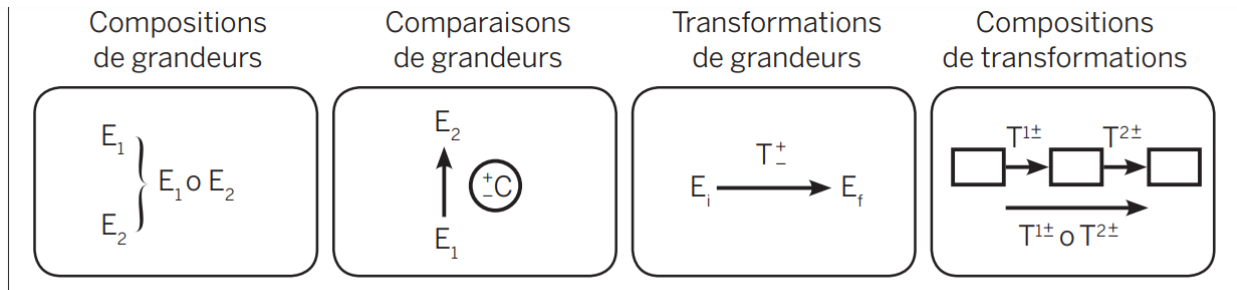 Compositions
de grandeurs
Comparaisons
de grandeurs
Transformations
de grandeurs
Compositions
de transformations
E₁
E₂
E₁ o E₂
E₂
±C
E₁
T±
Eᵢ
E_f
T¹± T²±
T¹± o T²±